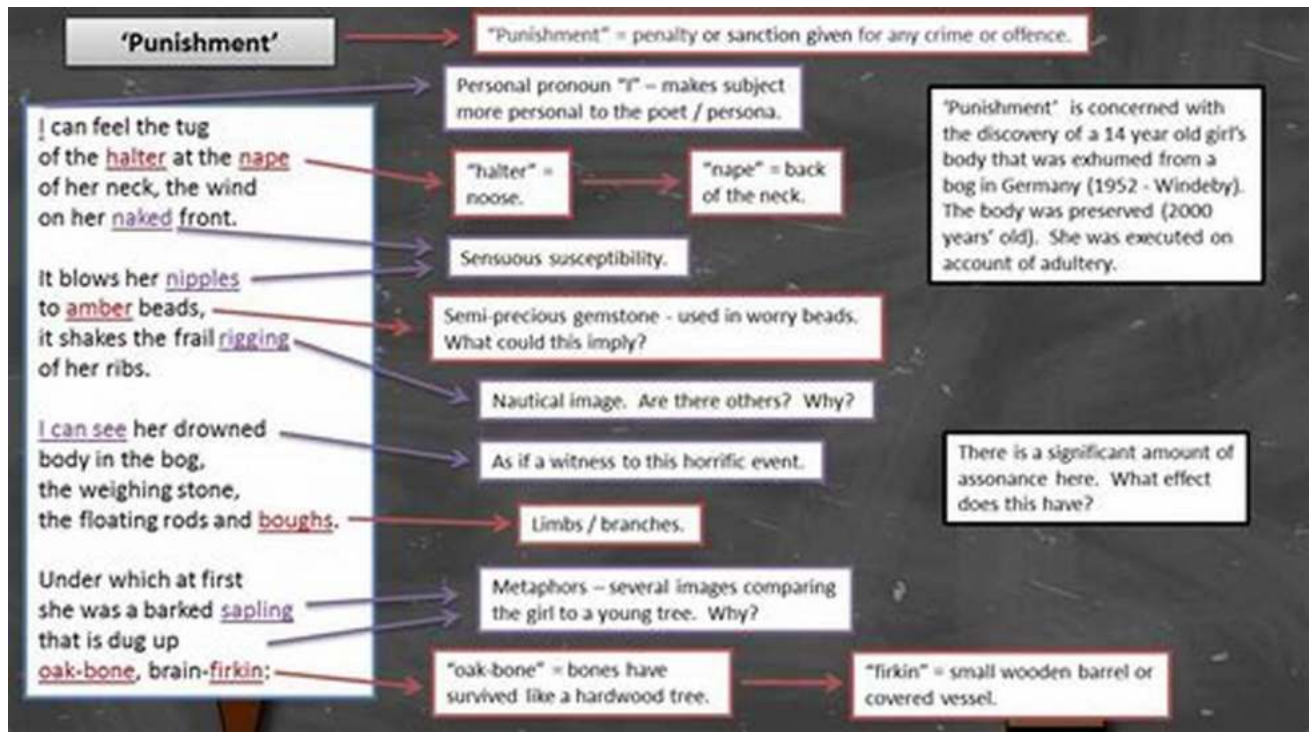 ‘Punishment’
“Punishment” = penalty or sanction given for any crime or offence.
Personal pronoun “I” – makes subject
more personal to the poet / persona.
I can feel the tug
of the halter at the nape
of her neck, the wind
on her naked front.
“halter” =
noose.
“nape” = back
of the neck.
Sensuous susceptibility.
It blows her nipples
to amber beads,
it shakes the frail rigging
of her ribs.
Semi-precious gemstone - used in worry beads.
What could this imply?
Nautical image. Are there others? Why?
I can see her drowned
body in the bog,
the weighing stone,
the floating rods and boughs.
As if a witness to this horrific event.
Limbs / branches.
Under which at first
she was a barked sapling
that is dug up
oak-bone, brain-firkin:
Metaphors – several images comparing
the girl to a young tree. Why?
“oak-bone” = bones have
survived like a hardwood tree.
“firkin” = small wooden barrel or
covered vessel.
‘Punishment’ is concerned with
the discovery of a 14 year old girl’s
body that was exhumed from a
bog in Germany (1952 - Windeby).
The body was preserved (2000
years’ old). She was executed on
account of adultery.
There is a significant amount of
assonance here. What effect
does this have?